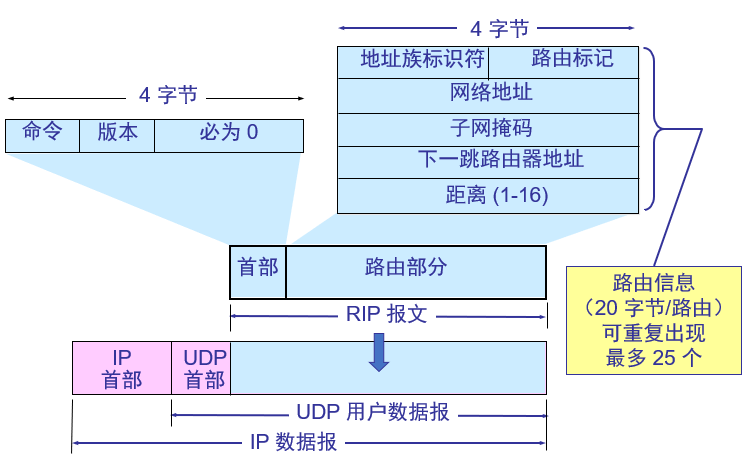 4 字节
地址族标识符 路由标记
网络地址
子网掩码
下一跳路由器地址
距离 (1-16)
4 字节
命令 版本 必为 0
首部 路由部分
RIP 报文
路由信息
（20 字节/路由）
可重复出现
最多 25 个
IP
首部
UDP
首部
UDP 用户数据报
IP 数据报